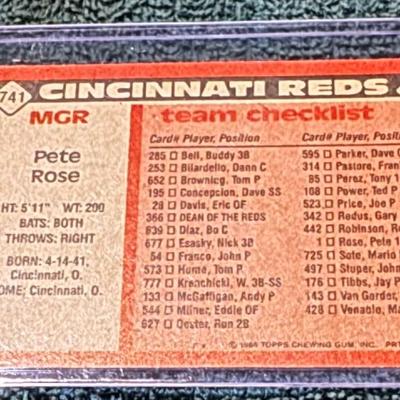 741 CINCINNATI REDS
MGR
Pete
Rose
HT: 5'11" WT: 200
BATS: BOTH
THROWS: RIGHT
BORN: 4-14-41,
Cincinnati, O.
OME: Cincinnati, O.
team checklist
Card# Player, Position
285 □ Bell, Buddy 3B
253 □ Bilardello, Dann C
652 □ Browning, Tom P
195 □ Concepcion, Dave SS
28 □ Davis, Eric OF
366 □ DEAN OF THE REDS
839 □ Diaz, Bo C
677 □ Esasky, Nick 3B
54 □ Franco, John P
573 □ Hume, Tom P
777 □ Krenchicki, W. 3B-SS
133 □ McGaffigan, Andy P
544 □ Milner, Eddie OF
627 □ Oester, Ron 2B
Card# Player, Positio
595 □ Parker, Dave O
314 □ Pastore, Fran
85 □ Perez, Tony 1
108 □ Power, Ted P
523 □ Price, Joe P
342 □ Redus, Gary
442 □ Robinson, Ro
1 □ Rose, Pete 1
725 □ Soto, Mario
497 □ Stuper, John
176 □ Tibbs, Jay P
143 □ Van Gorder,
428 □ Venable, Ma
© 1986 TOPPS CHEWING GUM, INC. PRT